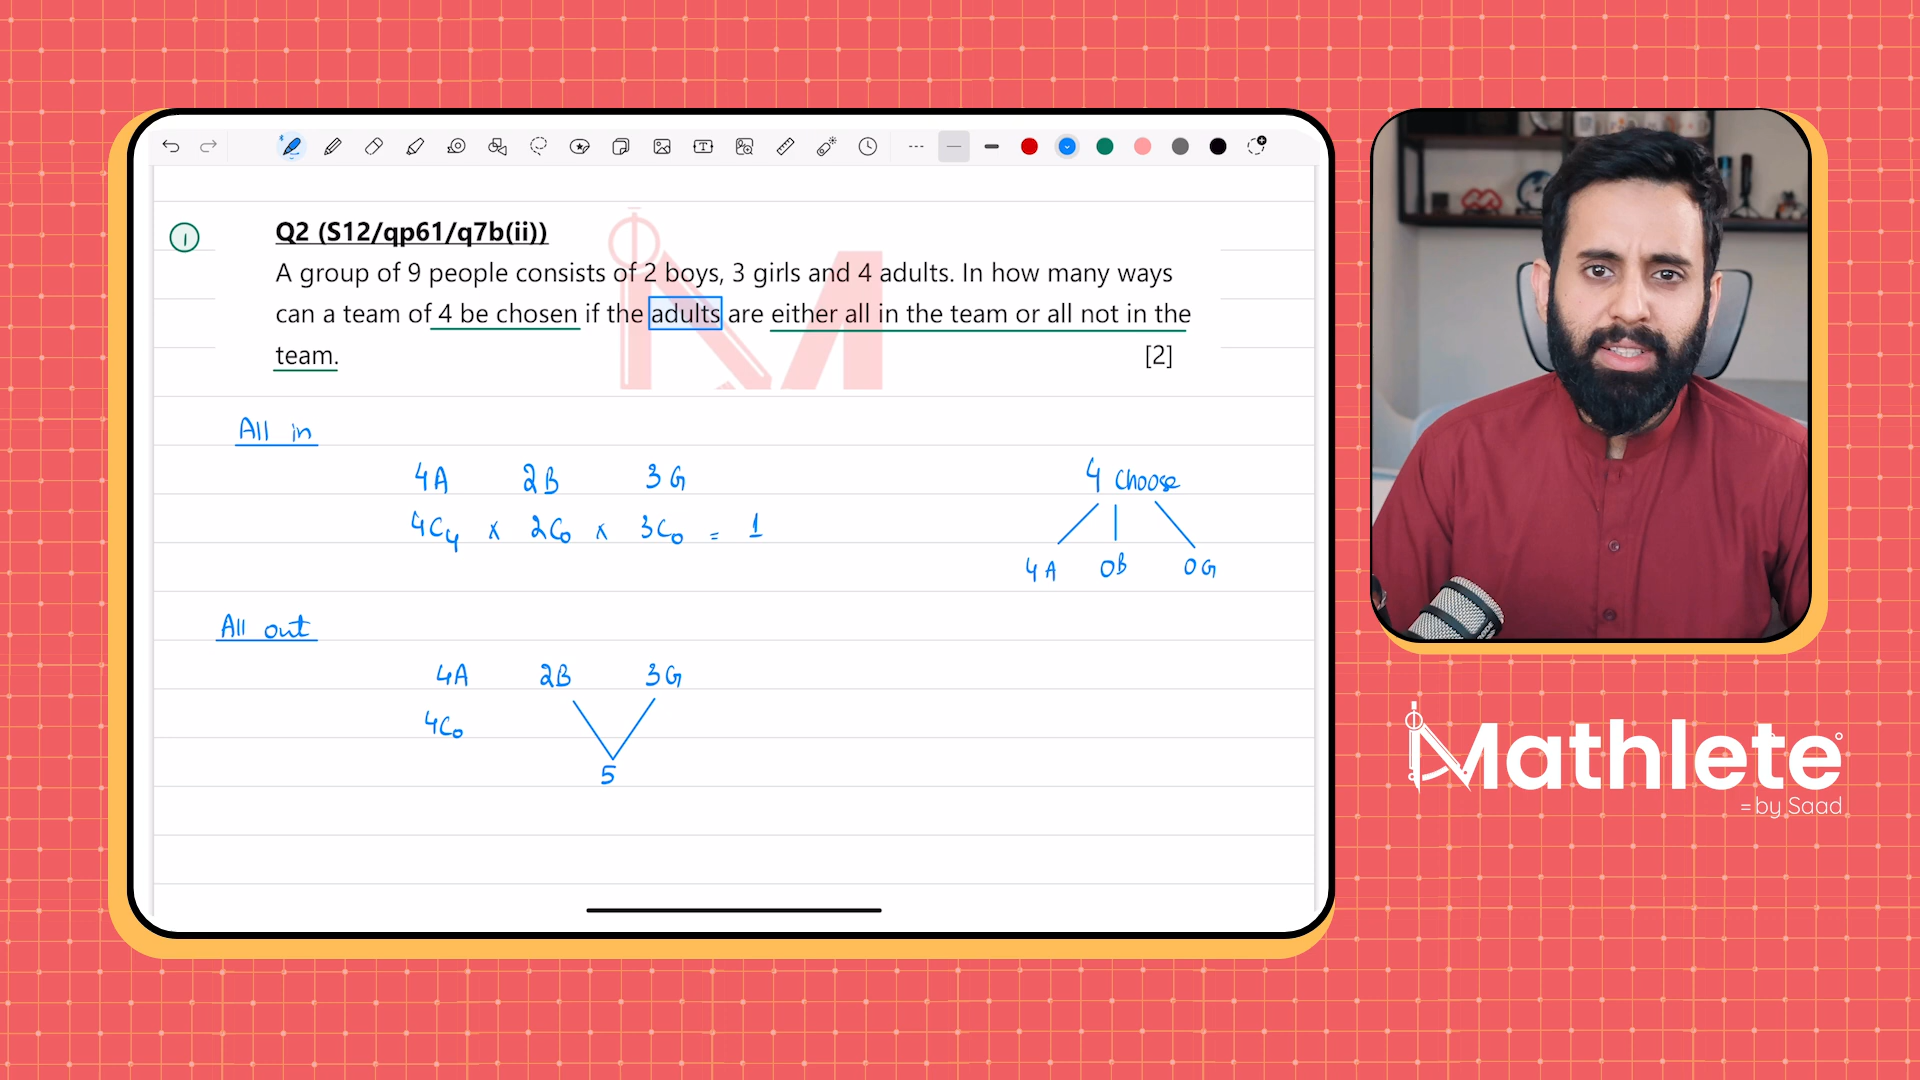 Q2 (S12/qp61/q7b(ii))
1
A group of 9 people consists of 2 boys, 3 girls and 4 adults. In how many ways
can a team of 4 be chosen if the adults are either all in the team or all not in the
team. [2]
All in
4A 2B 3G
4C4 x 2C0 x 3C0 = 1
4 Choose
4A 0B 0G
All out
4A 2B 3G
4C0
5
Mathlete
= by Saad